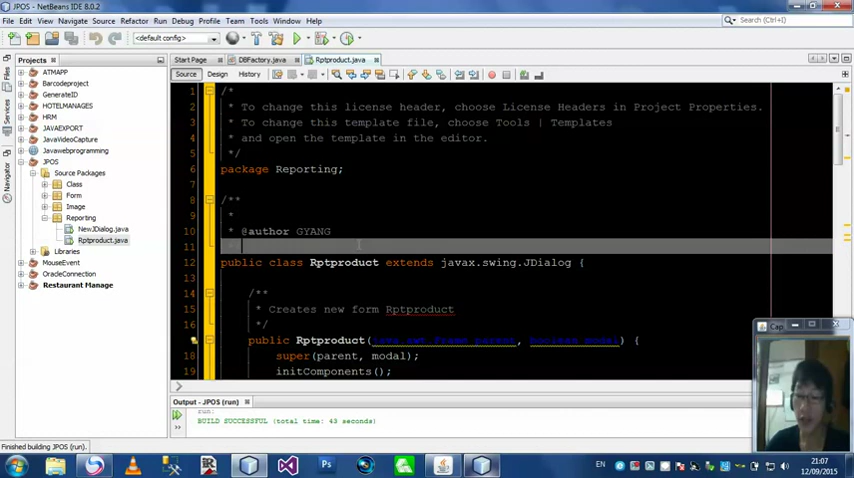 JPOS - NetBeans IDE 8.0.2
File Edit View Navigate Source Refactor Run Debug Profile Team Tools Window Help
Search (Ctrl+I)
<default config>
Projects
Start Page
DBFactory.java
Rptproduct.java
Source Design History
Files
Services
Navigator
ATMAPP
Barcodeproject
GenerateID
HOTELMANAGES
HRM
JAVAEXPORT
JavaVideoCapture
Javawebprogramming
JPOS
Source Packages
Class
Form
Image
Reporting
NewJDialog.java
Rptproduct.java
Libraries
MouseEvent
OracleConnection
Restaurant Manage
1 /*
2 * To change this license header, choose License Headers in Project Properties.
3 * To change this template file, choose Tools | Templates
4 * and open the template in the editor.
5 */
6 package Reporting;
7
8 /**
9 *
10 * @author GYANG
11
12 public class Rptproduct extends javax.swing.JDialog {
13
14 /**
15 * Creates new form Rptproduct
16 */
17 public Rptproduct(java.awt.Frame parent, boolean modal) {
18 super(parent, modal);
19 initComponents();
Output - JPOS (run)
run:
BUILD SUCCESSFUL (total time: 43 seconds)
Finished building JPOS (run).
Cap
EN
21:07
12/09/2015